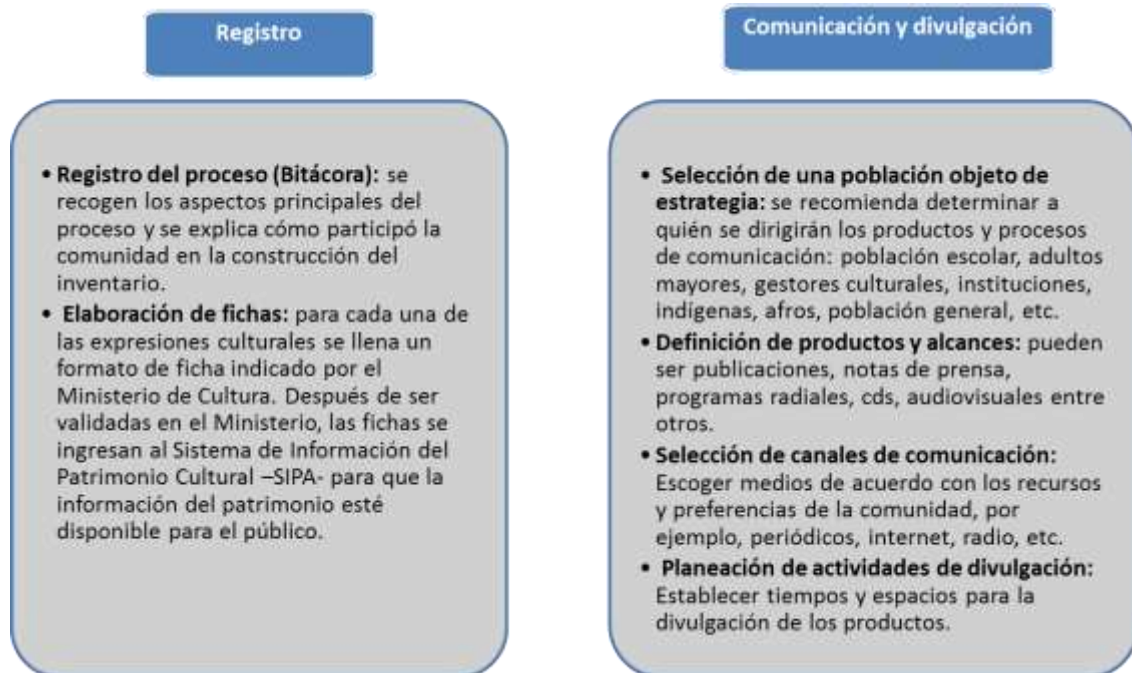 Registro
• Registro del proceso (Bitácora): se
recogen los aspectos principales del
proceso y se explica cómo participó la
comunidad en la construcción del
inventario.
• Elaboración de fichas: para cada una de
las expresiones culturales se llena un
formato de ficha indicado por el
Ministerio de Cultura. Después de ser
validadas en el Ministerio, las fichas se
ingresan al Sistema de Información del
Patrimonio Cultural –SIPA- para que la
información del patrimonio esté
disponible para el público.
Comunicación y divulgación
• Selección de una población objeto de
estrategia: se recomienda determinar a
quién se dirigirán los productos y procesos
de comunicación: población escolar, adultos
mayores, gestores culturales, instituciones,
indígenas, afros, población general, etc.
• Definición de productos y alcances: pueden
ser publicaciones, notas de prensa,
programas radiales, cds, audiovisuales entre
otros.
• Selección de canales de comunicación:
Escoger medios de acuerdo con los recursos
y preferencias de la comunidad, por
ejemplo, periódicos, internet, radio, etc.
• Planeación de actividades de divulgación:
Establecer tiempos y espacios para la
divulgación de los productos.